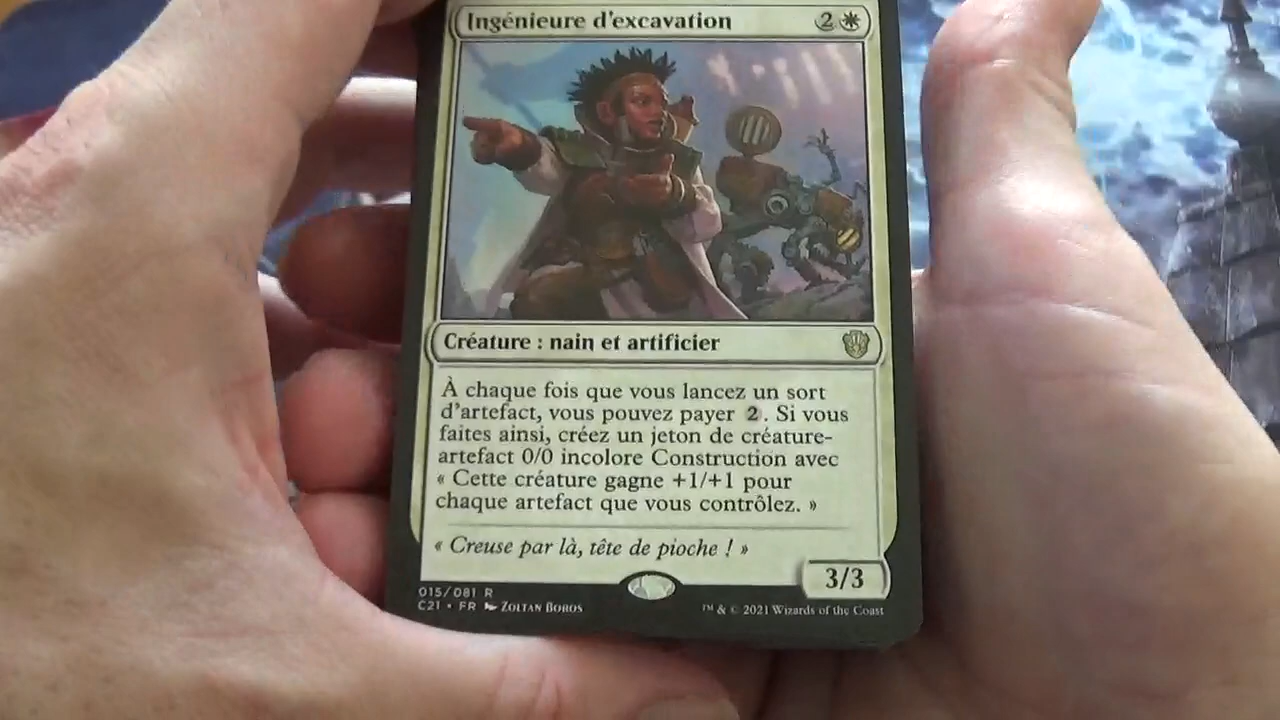 Ingénieure d'excavation 2
Créature : nain et artificier
À chaque fois que vous lancez un sort
d'artefact, vous pouvez payer 2. Si vous
faites ainsi, créez un jeton de créature-
artefact 0/0 incolore Construction avec
« Cette créature gagne +1/+1 pour
chaque artefact que vous contrôlez. »
« Creuse par là, tête de pioche ! »
3/3
015/081 R
C21 • FR Zoltan Boros
™ & © 2021 Wizards of the Coast